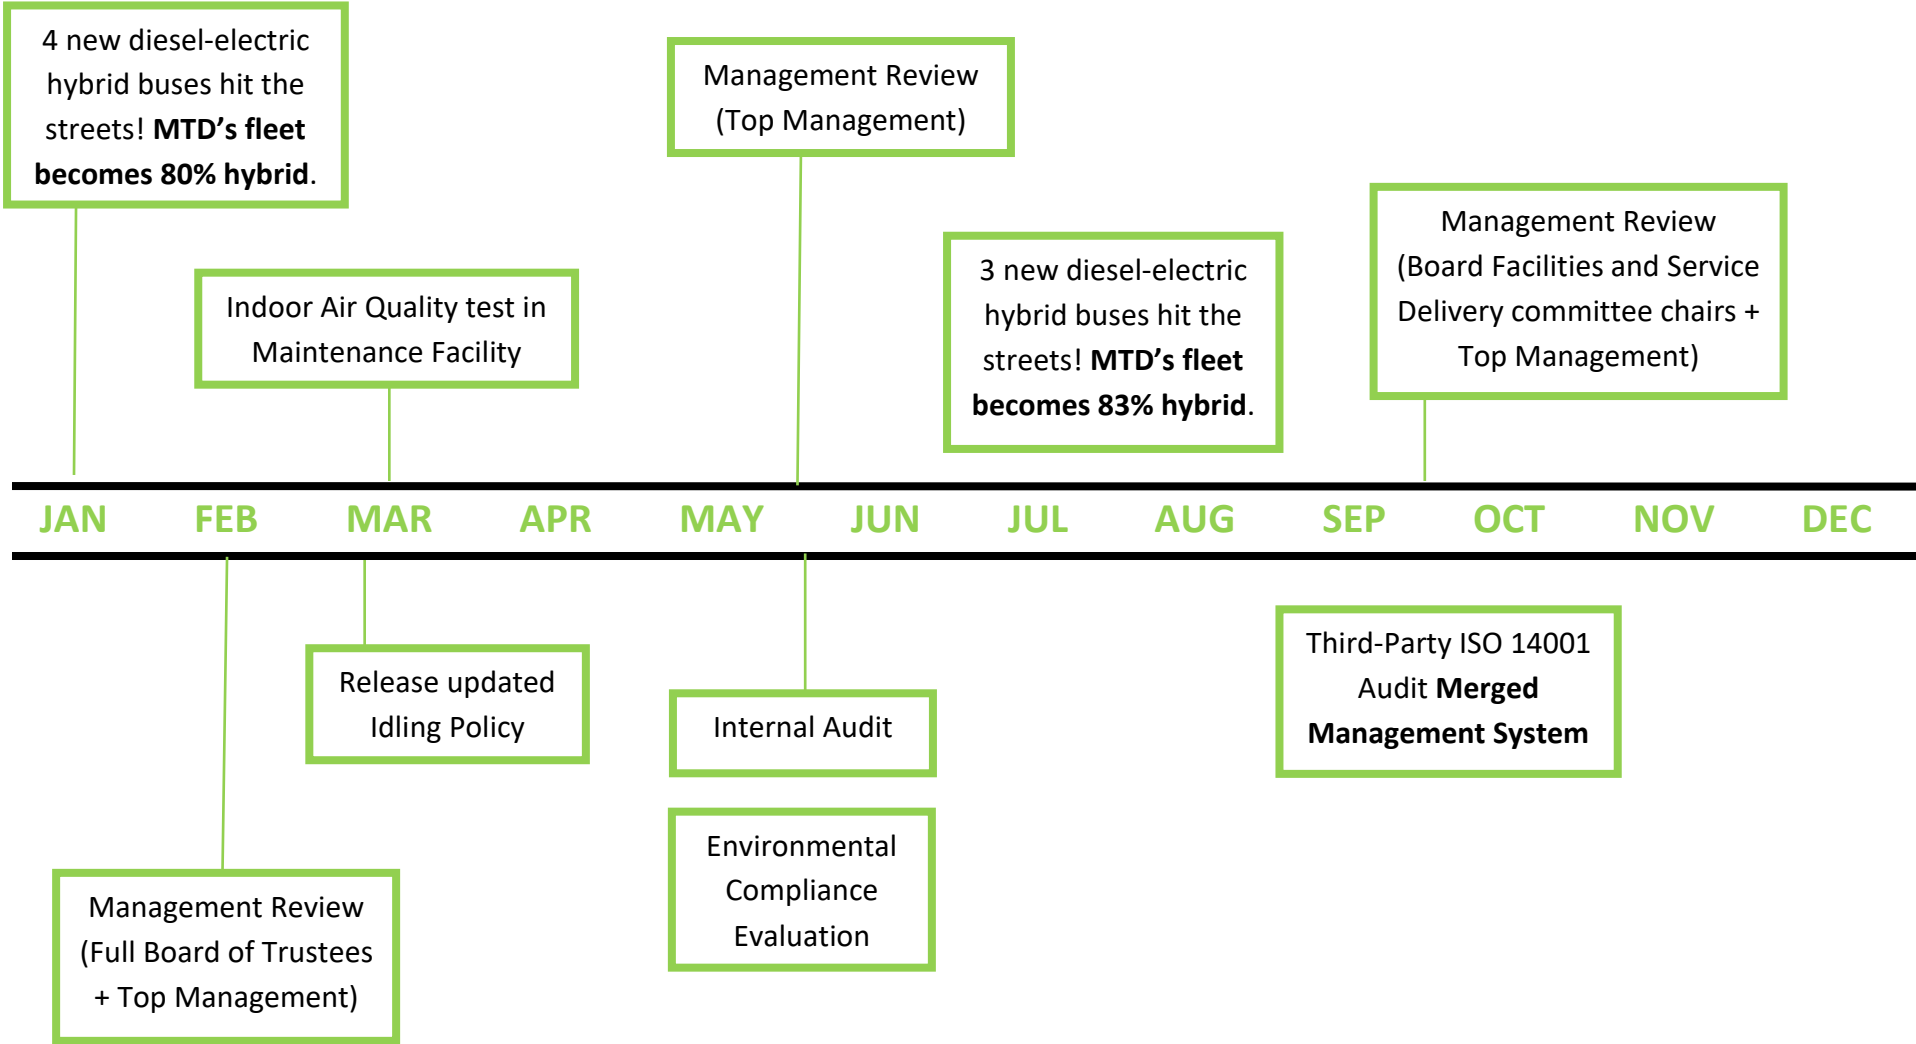 4 new diesel-electric
hybrid buses hit the
streets! MTD’s fleet
becomes 80% hybrid.
Management Review
(Top Management)
Management Review
(Board Facilities and Service
Delivery committee chairs +
Top Management)
Indoor Air Quality test in
Maintenance Facility
3 new diesel-electric
hybrid buses hit the
streets! MTD’s fleet
becomes 83% hybrid.
JAN FEB MAR APR MAY JUN JUL AUG SEP OCT NOV DEC
Release updated
Idling Policy
Internal Audit
Third-Party ISO 14001
Audit Merged
Management System
Environmental
Compliance
Evaluation
Management Review
(Full Board of Trustees
+ Top Management)